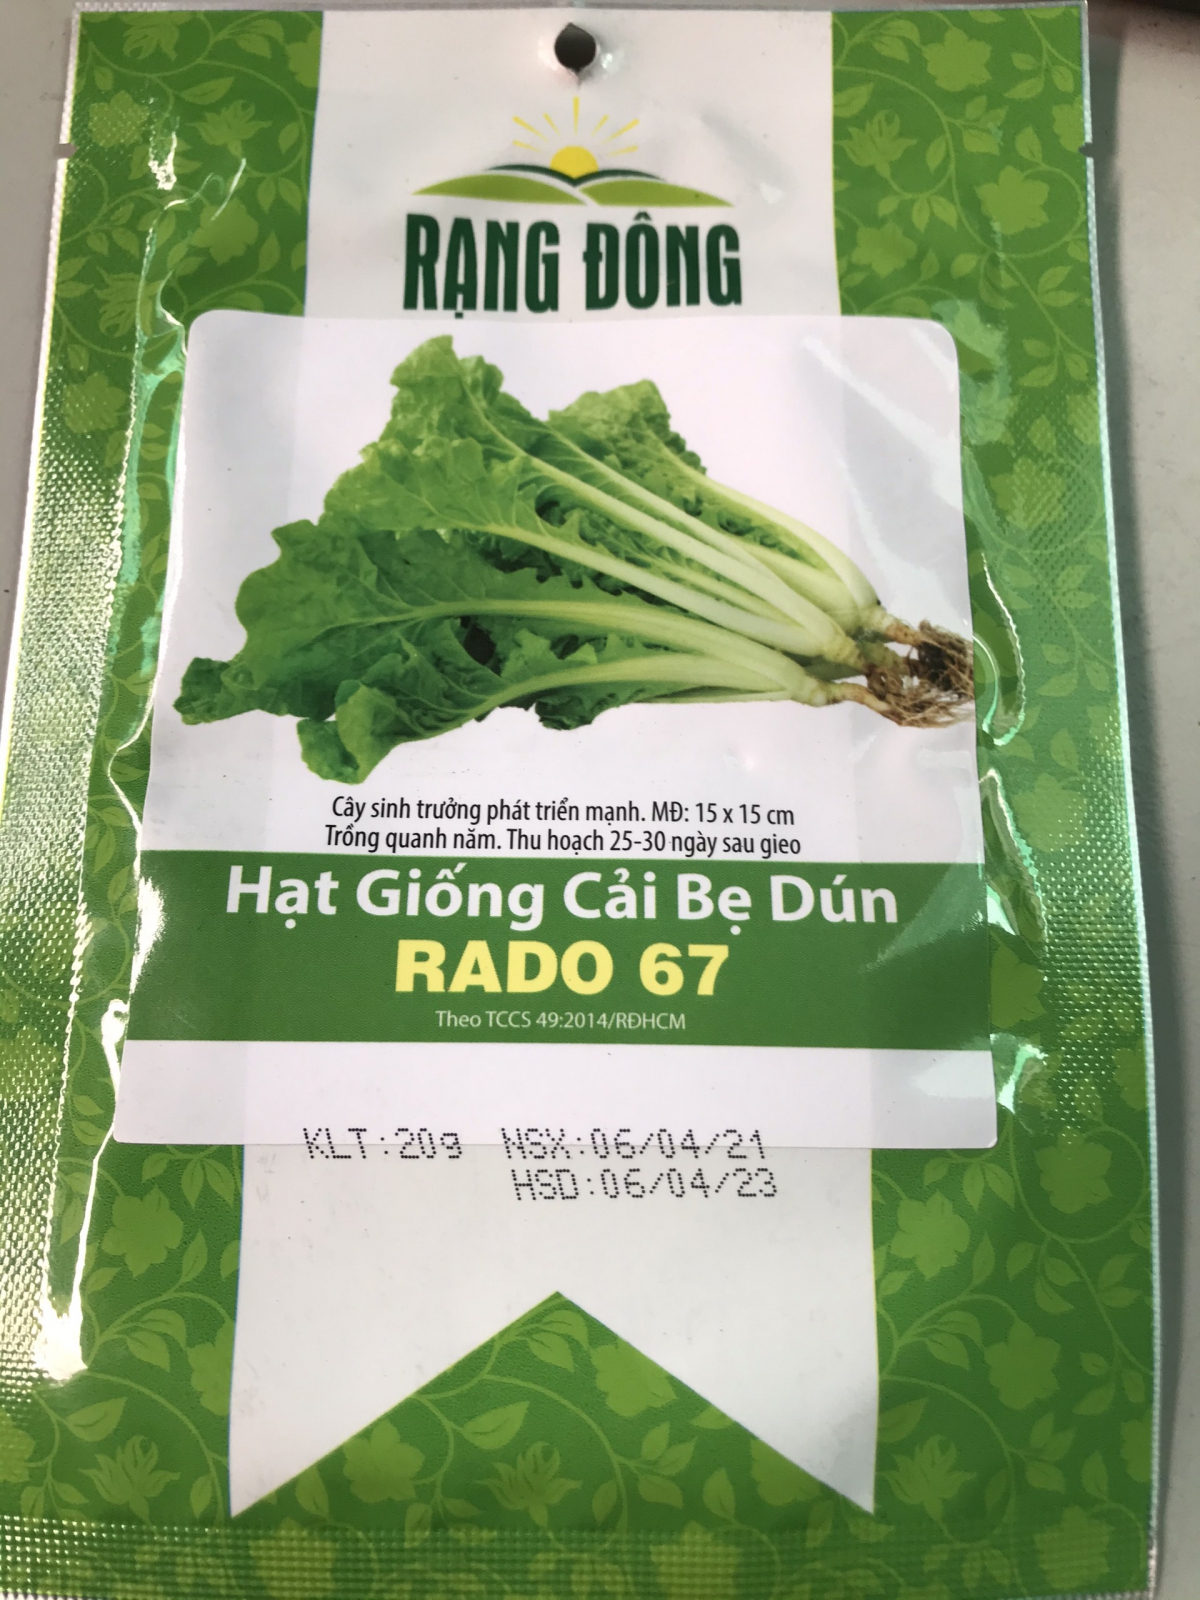 RẠNG ĐÔNG
Cây sinh trưởng phát triển mạnh. MĐ: 15 x 15 cm
Trồng quanh năm. Thu hoạch 25-30 ngày sau gieo
Hạt Giống Cải Bẹ Dún
RADO 67
Theo TCCS 49:2014/RĐHCM
KLT:20g NSX:06/04/21
HSD:06/04/23